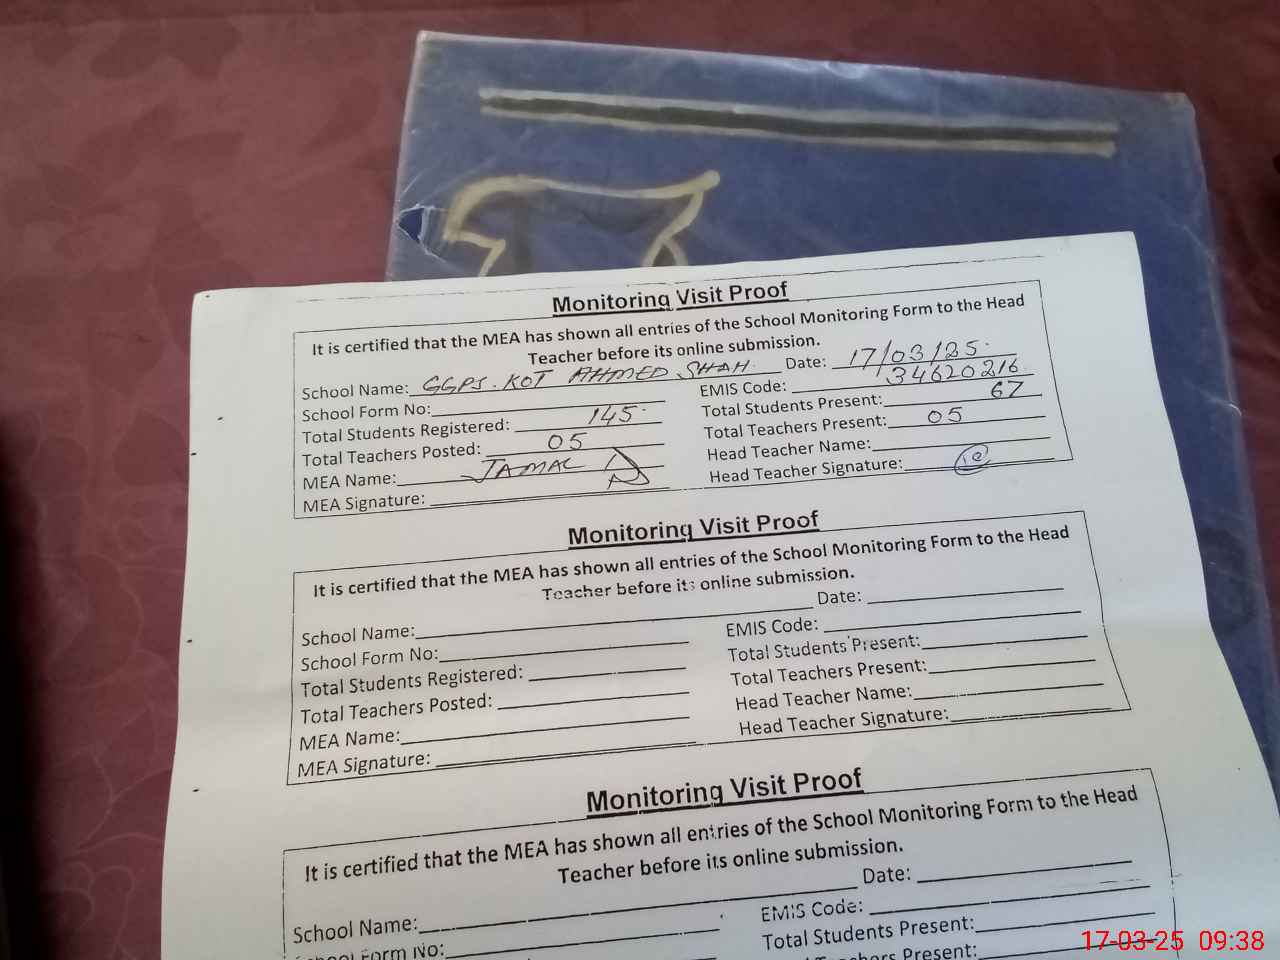 Monitoring Visit Proof
It is certified that the MEA has shown all entries of the School Monitoring Form to the Head
Teacher before its online submission.
School Name: GGPS. KOT AHMED SHAH Date: 17/03/25.
School Form No: EMIS Code: 34620216
Total Students Registered: 145 Total Students Present: 67
Total Teachers Posted: 05 Total Teachers Present: 05
MEA Name: JAMAL Head Teacher Name:
MEA Signature: Head Teacher Signature:
Monitoring Visit Proof
It is certified that the MEA has shown all entries of the School Monitoring Form to the Head
Teacher before its online submission.
School Name: Date:
School Form No: EMIS Code:
Total Students Registered: Total Students Present:
Total Teachers Posted: Total Teachers Present:
MEA Name: Head Teacher Name:
MEA Signature: Head Teacher Signature:
Monitoring Visit Proof
It is certified that the MEA has shown all entries of the School Monitoring Form to the Head
Teacher before its online submission.
School Name: Date:
School Form No: EMIS Code:
Total Students Present:
Teachers Present:
17-03-25 09:38